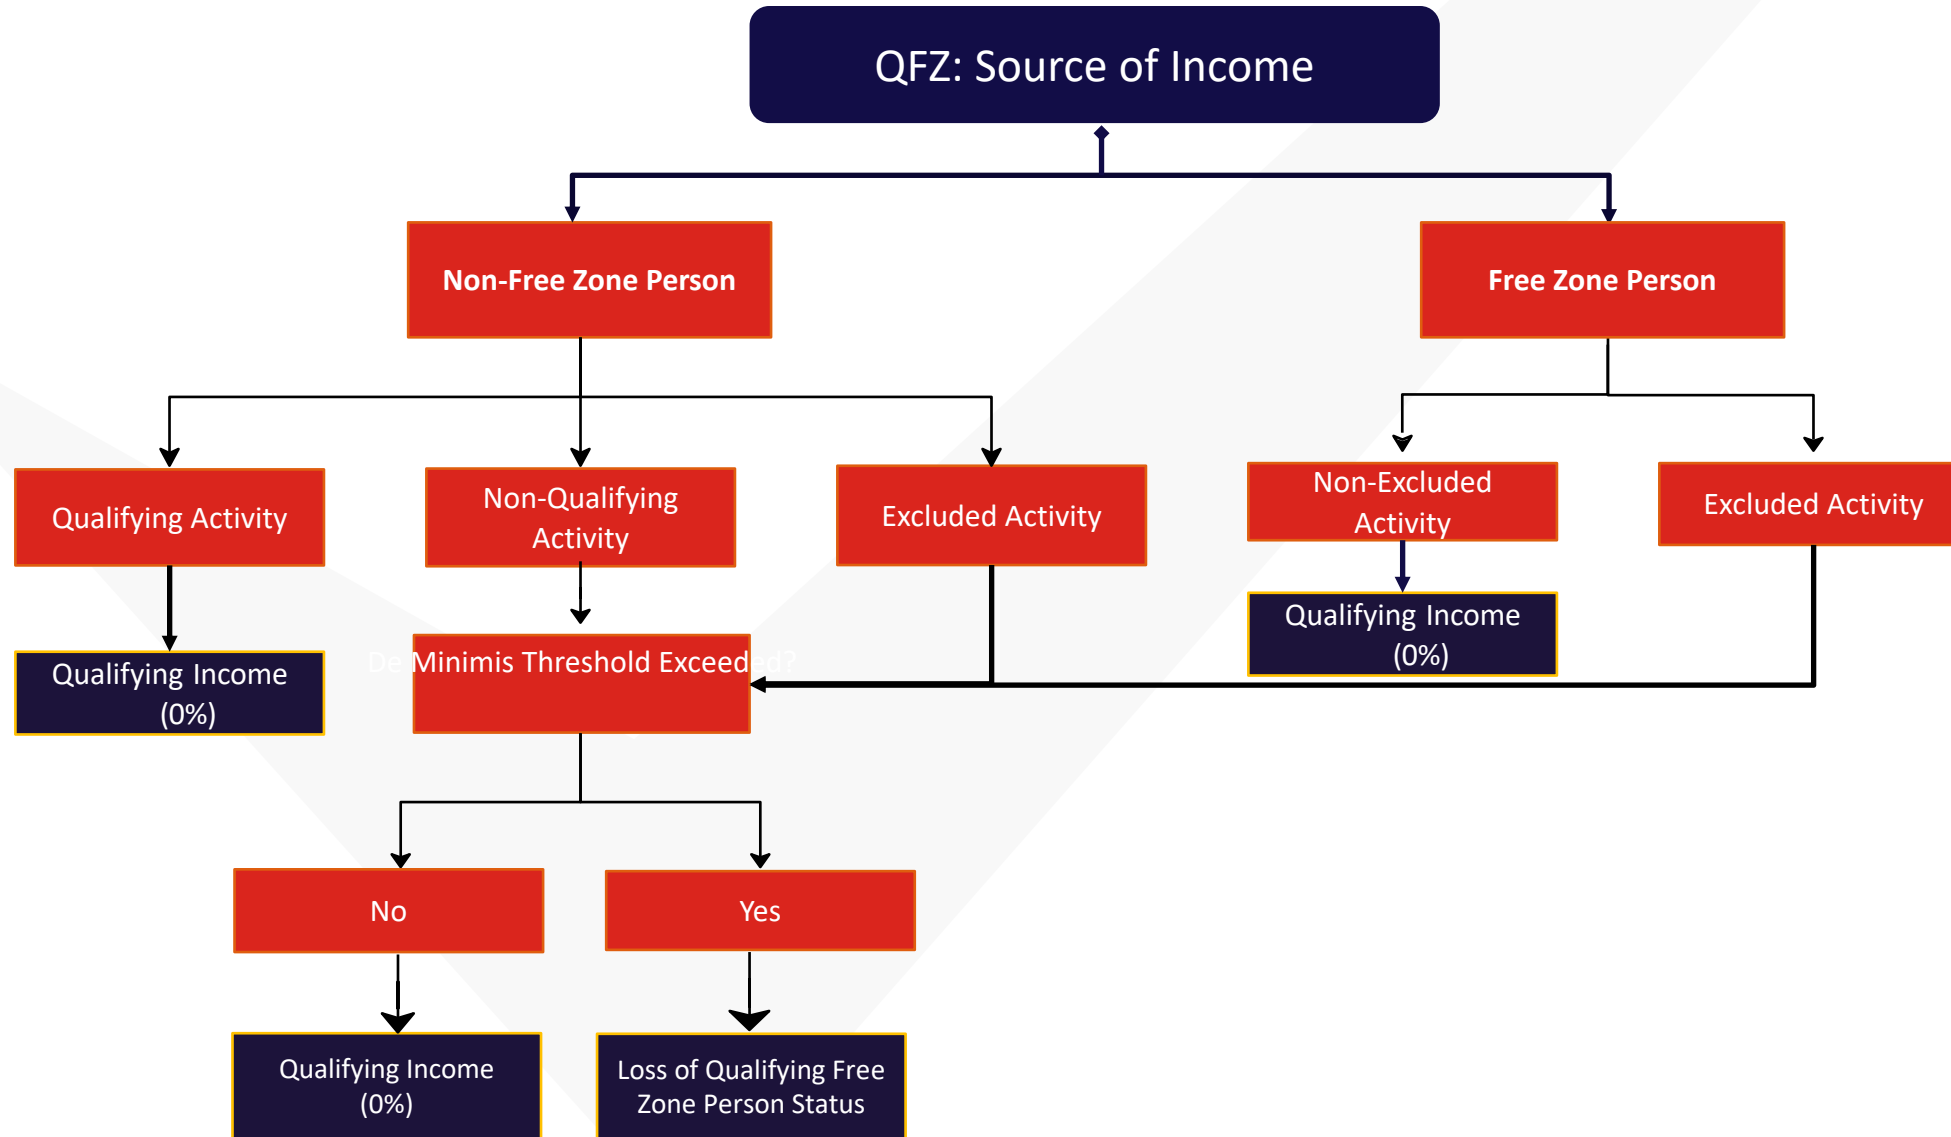 QFZ: Source of Income
Non-Free Zone Person
Free Zone Person
Qualifying Activity
Non-Qualifying
Activity
Excluded Activity
Non-Excluded
Activity
Excluded Activity
Qualifying Income
(0%)
De Minimis Threshold Exceeded?
Qualifying Income
(0%)
No
Yes
Qualifying Income
(0%)
Loss of Qualifying Free
Zone Person Status